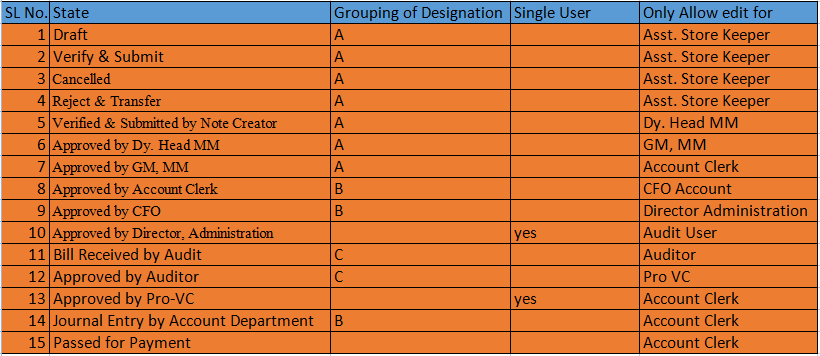 SL No. State Grouping of Designation Single User Only Allow edit for
1 Draft A Asst. Store Keeper
2 Verify & Submit A Asst. Store Keeper
3 Cancelled A Asst. Store Keeper
4 Reject & Transfer A Asst. Store Keeper
5 Verified & Submitted by Note Creator A Dy. Head MM
6 Approved by Dy. Head MM A GM, MM
7 Approved by GM, MM A Account Clerk
8 Approved by Account Clerk B CFO Account
9 Approved by CFO B Director Administration
10 Approved by Director, Administration yes Audit User
11 Bill Received by Audit C Auditor
12 Approved by Auditor C Pro VC
13 Approved by Pro-VC yes Account Clerk
14 Journal Entry by Account Department B Account Clerk
15 Passed for Payment Account Clerk